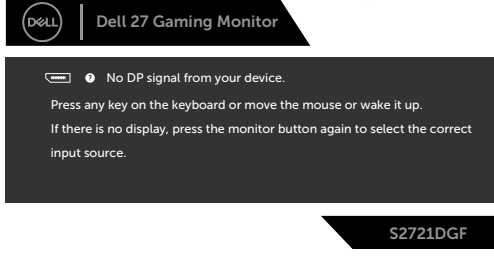 DELL
Dell 27 Gaming Monitor
? No DP signal from your device.
Press any key on the keyboard or move the mouse or wake it up.
If there is no display, press the monitor button again to select the correct
input source.
S2721DGF